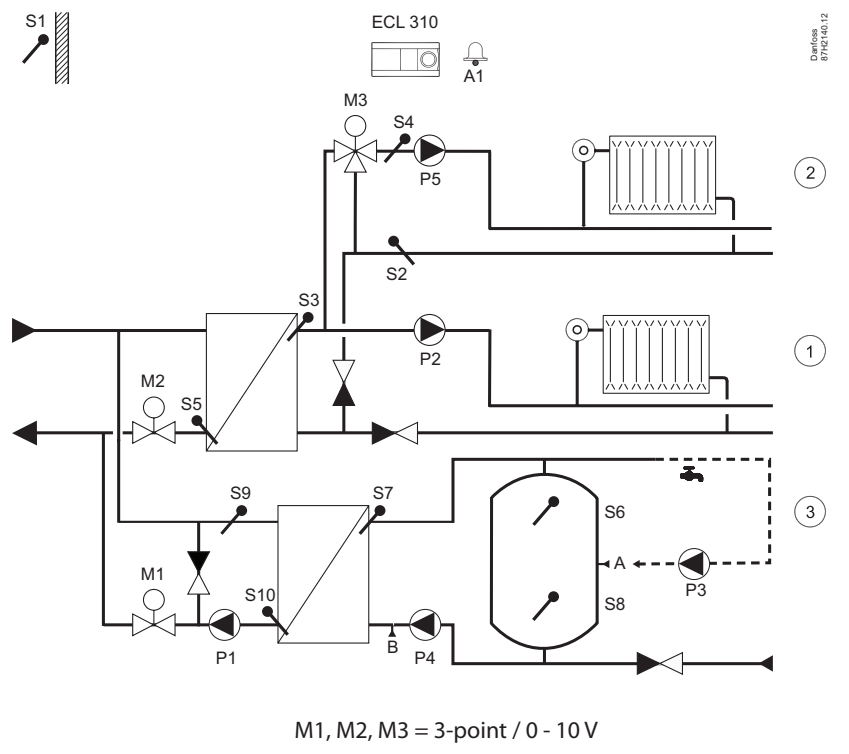 S1
ECL 310
A1
Danfoss
87H2140.12
M3
S4
P5
2
S2
S3
P2
1
M2
S5
S9
S7
S6
3
A
P3
S8
M1
S10
P1
B
P4
M1, M2, M3 = 3-point / 0 - 10 V